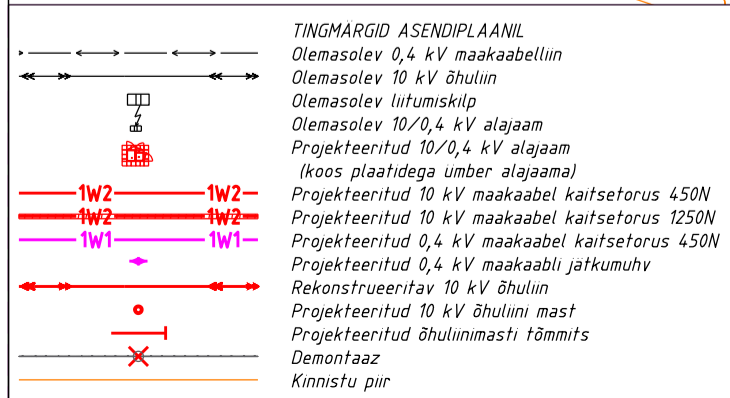 TINGMÄRGID ASENDIPLAANIL
Olemasolev 0,4 kV maakaabelliin
Olemasolev 10 kV õhuliin
Olemasolev liitumiskilp
Olemasolev 10/0,4 kV alajaam
Projekteeritud 10/0,4 kV alajaam
(koos plaatidega ümber alajaama)
1W2 1W2 Projekteeritud 10 kV maakaabel kaitsetorus 450N
1W2 1W2 Projekteeritud 10 kV maakaabel kaitsetorus 1250N
1W1 1W1 Projekteeritud 0,4 kV maakaabel kaitsetorus 450N
Projekteeritud 0,4 kV maakaabli jätkumuhv
Rekonstrueeritav 10 kV õhuliin
Projekteeritud 10 kV õhuliini mast
Projekteeritud õhuliinimasti tõmmits
Demontaaz
Kinnistu piir